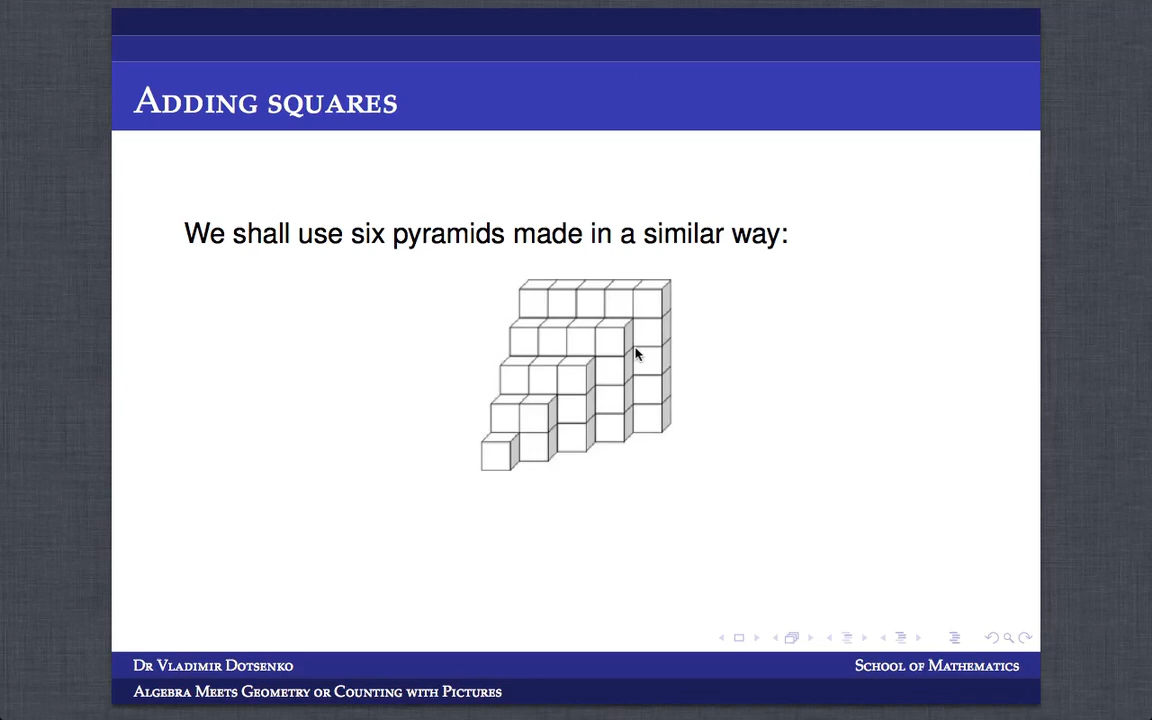 Adding squares
We shall use six pyramids made in a similar way:
Dr Vladimir Dotsenko School of Mathematics
Algebra Meets Geometry or Counting with Pictures